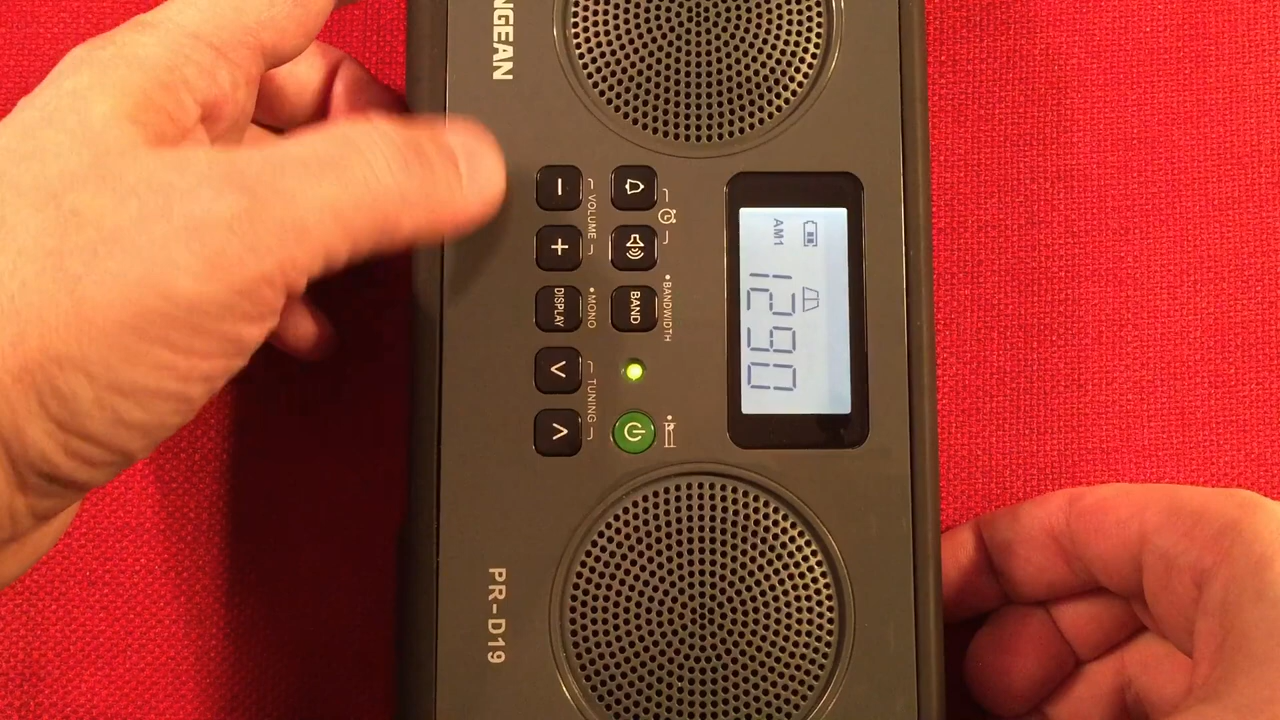 NGEAN
AM1
1290
VOLUME
BANDWIDTH
BAND
DISPLAY
MONO
TUNING
PR-D19